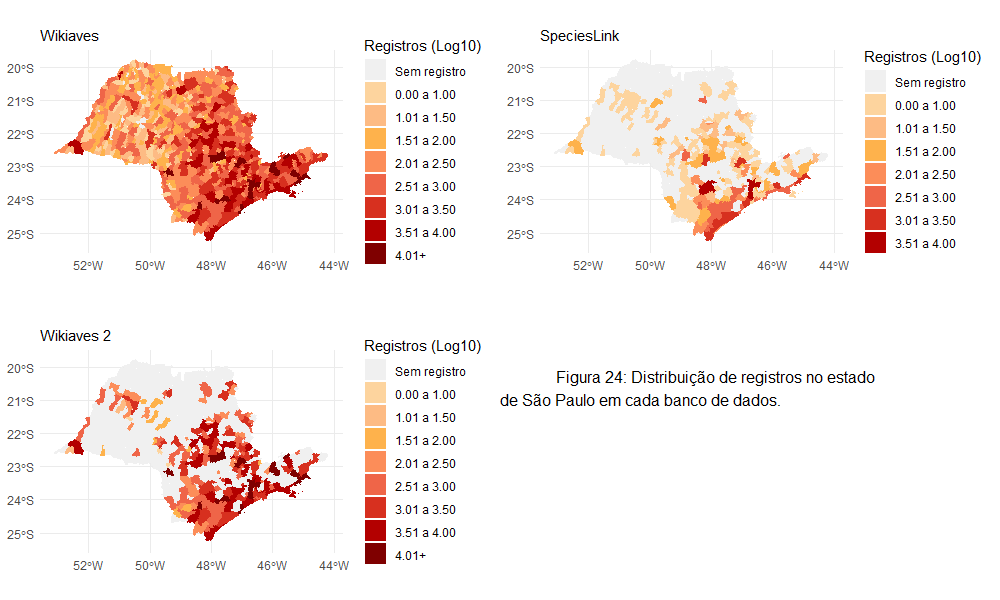 Wikiaves
Registros (Log10)
Sem registro
0.00 a 1.00
1.01 a 1.50
1.51 a 2.00
2.01 a 2.50
2.51 a 3.00
3.01 a 3.50
3.51 a 4.00
4.01+
20°S
21°S
22°S
23°S
24°S
25°S
52°W 50°W 48°W 46°W 44°W
SpeciesLink
Registros (Log10)
Sem registro
0.00 a 1.00
1.01 a 1.50
1.51 a 2.00
2.01 a 2.50
2.51 a 3.00
3.01 a 3.50
3.51 a 4.00
20°S
21°S
22°S
23°S
24°S
25°S
52°W 50°W 48°W 46°W 44°W
Wikiaves 2
Registros (Log10)
Sem registro
0.00 a 1.00
1.01 a 1.50
1.51 a 2.00
2.01 a 2.50
2.51 a 3.00
3.01 a 3.50
3.51 a 4.00
4.01+
20°S
21°S
22°S
23°S
24°S
25°S
52°W 50°W 48°W 46°W 44°W
Figura 24: Distribuição de registros no estado
de São Paulo em cada banco de dados.